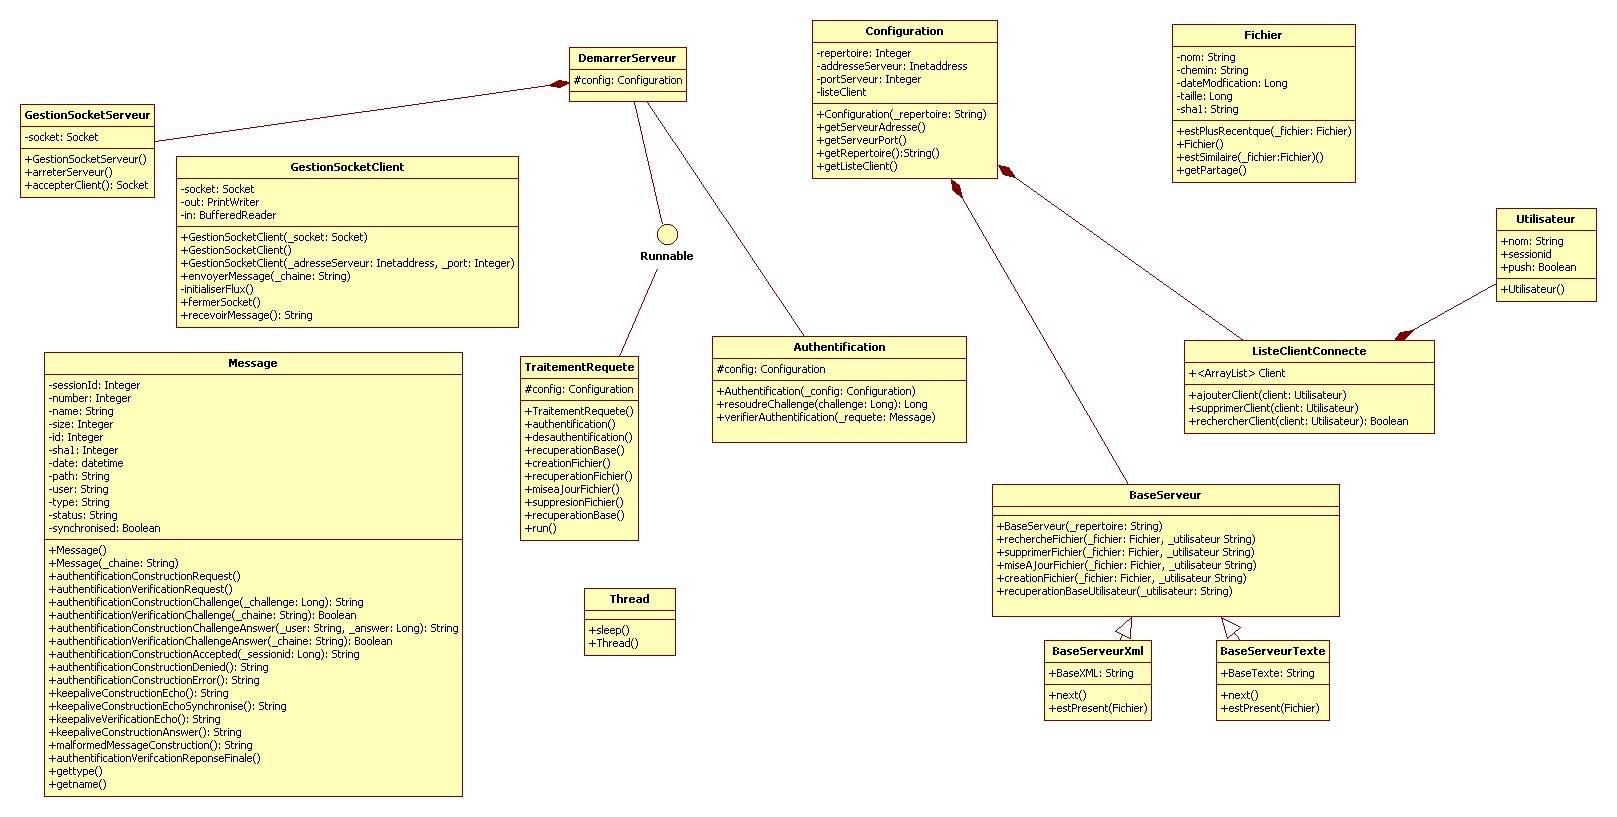 DemarrerServeur
#config: Configuration
GestionSocketServeur
-socket: Socket
+GestionSocketServeur()
+arreterServeur()
+accepterClient(): Socket
GestionSocketClient
-socket: Socket
-out: PrintWriter
-in: BufferedReader
+GestionSocketClient(_socket: Socket)
+GestionSocketClient()
+GestionSocketClient(_adresseServeur: Inetaddress, _port: Integer)
+envoyerMessage(_chaine: String)
-initialiserFlux()
+fermerSocket()
+recevoirMessage(): String
Runnable
Configuration
-repertoire: Integer
-addresseServeur: Inetaddress
-portServeur: Integer
-listeClient
+Configuration(_repertoire: String)
+getServeurAdresse()
+getServeurPort()
+getRepertoire():String()
+getListeClient()
Fichier
-nom: String
-chemin: String
-dateModfication: Long
-taille: Long
-sha1: String
+estPlusRecentque(_fichier: Fichier)
+Fichier()
+estSimilaire(_fichier:Fichier)()
+getPartage()
Utilisateur
+nom: String
+sessionid
+push: Boolean
+Utilisateur()
Message
-sessionId: Integer
-number: Integer
-name: String
-size: Integer
-id: Integer
-sha1: Integer
-date: datetime
-path: String
-user: String
-type: String
-status: String
-synchronised: Boolean
+Message()
+Message(_chaine: String)
+authentificationConstructionRequest()
+authentificationVerificationRequest()
+authentificationConstructionChallenge(_challenge: Long): String
+authentificationVerificationChallenge(_chaine: String): Boolean
+authentificationConstructionChallengeAnswer(_user: String, _answer: Long): String
+authentificationVerificationChallengeAnswer(_chaine: String): Boolean
+authentificationConstructionAccepted(_sessionid: Long): String
+authentificationConstructionDenied(): String
+authentificationConstructionError(): String
+keepaliveConstructionEcho(): String
+keepaliveConstructionEchoSynchronise(): String
+keepaliveVerificationEcho(): String
+keepaliveConstructionAnswer(): String
+malformedMessageConstruction(): String
+authentificationVerifcationReponseFinale()
+gettype()
+getname()
TraitementRequete
#config: Configuration
+TraitementRequete()
+authentification()
+desauthentification()
+recuperationBase()
+creationFichier()
+recuperationFichier()
+miseaJourFichier()
+suppresionFichier()
+recuperationBase()
+run()
Authentification
#config: Configuration
+Authentification(_config: Configuration)
+resoudreChallenge(challenge: Long): Long
+verifierAuthentification(_requete: Message)
ListeClientConnecte
+<ArrayList> Client
+ajouterClient(client: Utilisateur)
+supprimerClient(client: Utilisateur)
+rechercherClient(client: Utilisateur): Boolean
Thread
+sleep()
+Thread()
BaseServeur
+BaseServeur(_repertoire: String)
+rechercheFichier(_fichier: Fichier, _utilisateur String)
+supprimerFichier(_fichier: Fichier, _utilisateur String)
+miseAJourFichier(_fichier: Fichier, _utilisateur String)
+creationFichier(_fichier: Fichier, _utilisateur String)
+recuperationBaseUtilisateur(_utilisateur: String)
BaseServeurXml
+BaseXML: String
+next()
+estPresent(Fichier)
BaseServeurTexte
+BaseTexte: String
+next()
+estPresent(Fichier)